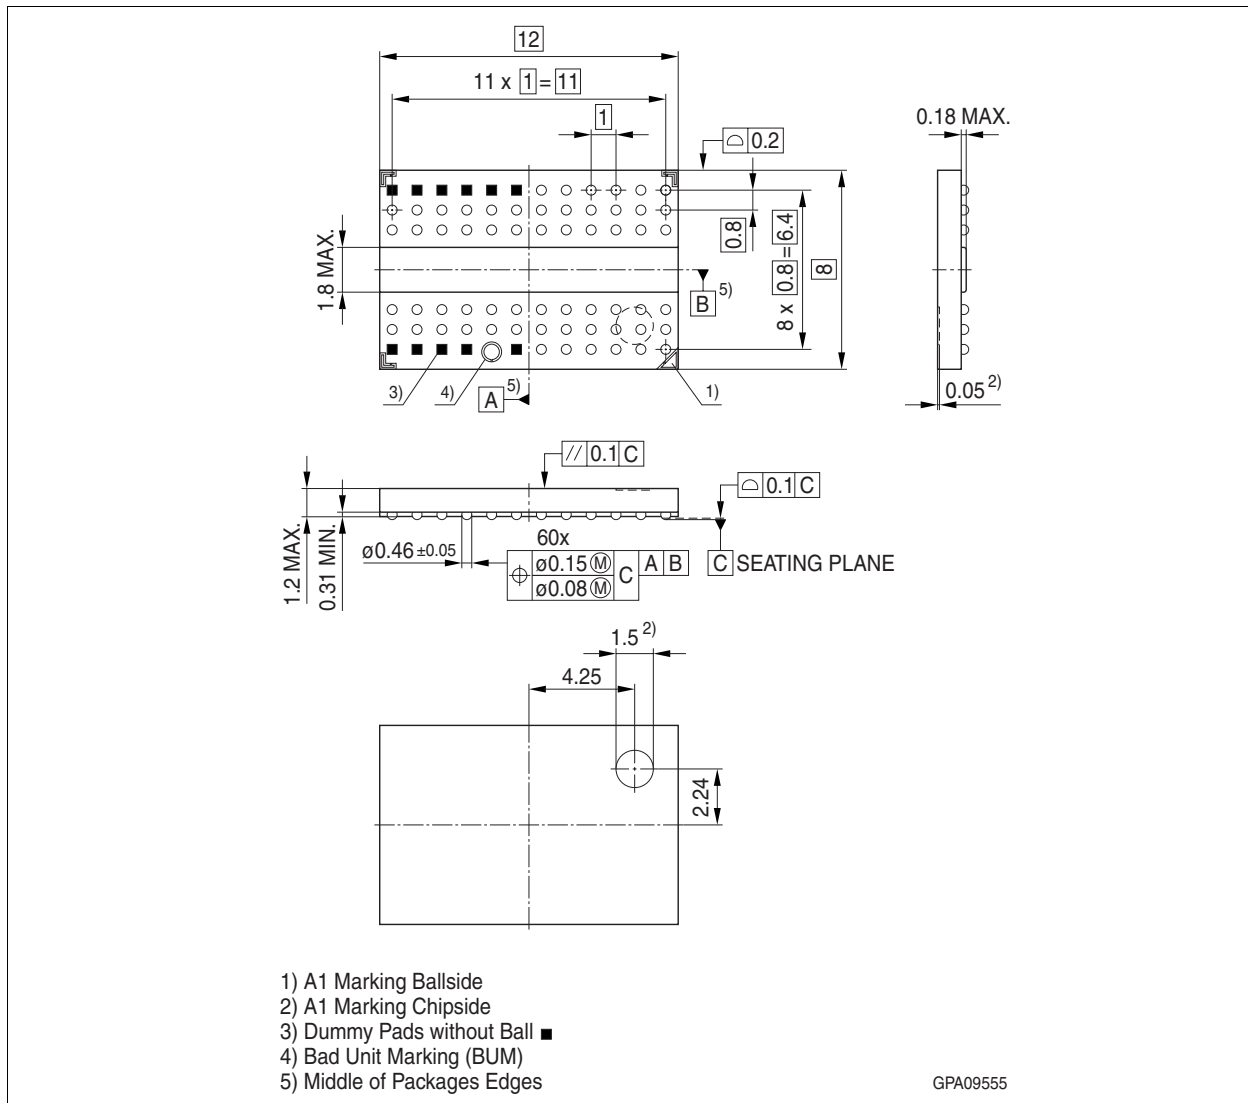 12
11 x 1 = 11
1
0.18 MAX.
⌓ 0.2
1.8 MAX.
0.8
8 x 0.8 = 6.4
8
B 5)
3)
4)
A 5)
1)
0.05 2)
// 0.1 C
⌓ 0.1 C
1.2 MAX.
0.31 MIN.
ø0.46 ±0.05
60x
⌖ ø0.15 Ⓜ C A B
ø0.08 Ⓜ
C SEATING PLANE
1.5 2)
4.25
2.24
1) A1 Marking Ballside
2) A1 Marking Chipside
3) Dummy Pads without Ball ■
4) Bad Unit Marking (BUM)
5) Middle of Packages Edges
GPA09555